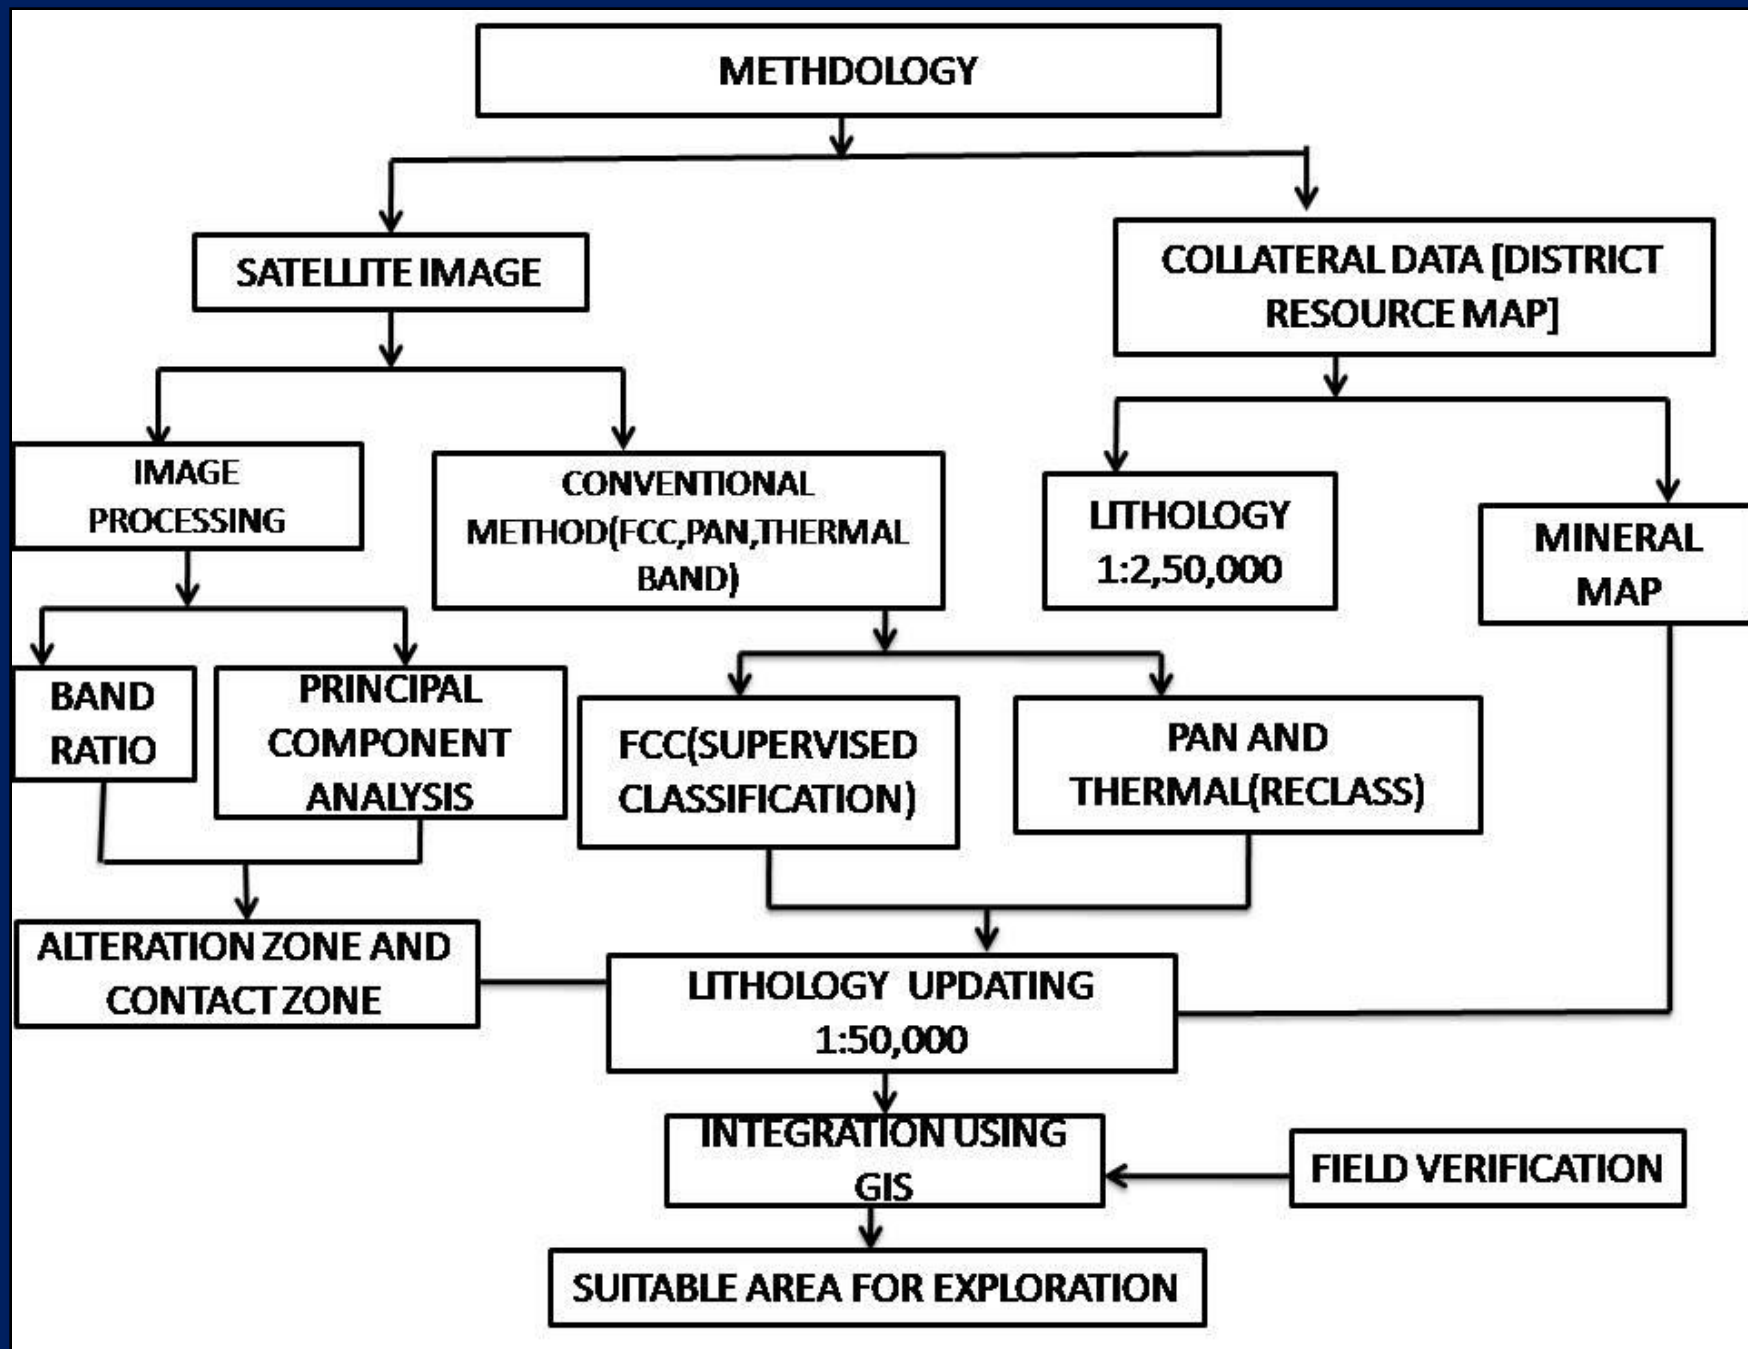 METHDOLOGY
SATELLITE IMAGE
COLLATERAL DATA [DISTRICT
RESOURCE MAP]
IMAGE
PROCESSING
CONVENTIONAL
METHOD(FCC,PAN,THERMAL
BAND)
LITHOLOGY
1:2,50,000
MINERAL
MAP
BAND
RATIO
PRINCIPAL
COMPONENT
ANALYSIS
FCC(SUPERVISED
CLASSIFICATION)
PAN AND
THERMAL(RECLASS)
ALTERATION ZONE AND
CONTACT ZONE
LITHOLOGY UPDATING
1:50,000
INTEGRATION USING
GIS
FIELD VERIFICATION
SUITABLE AREA FOR EXPLORATION